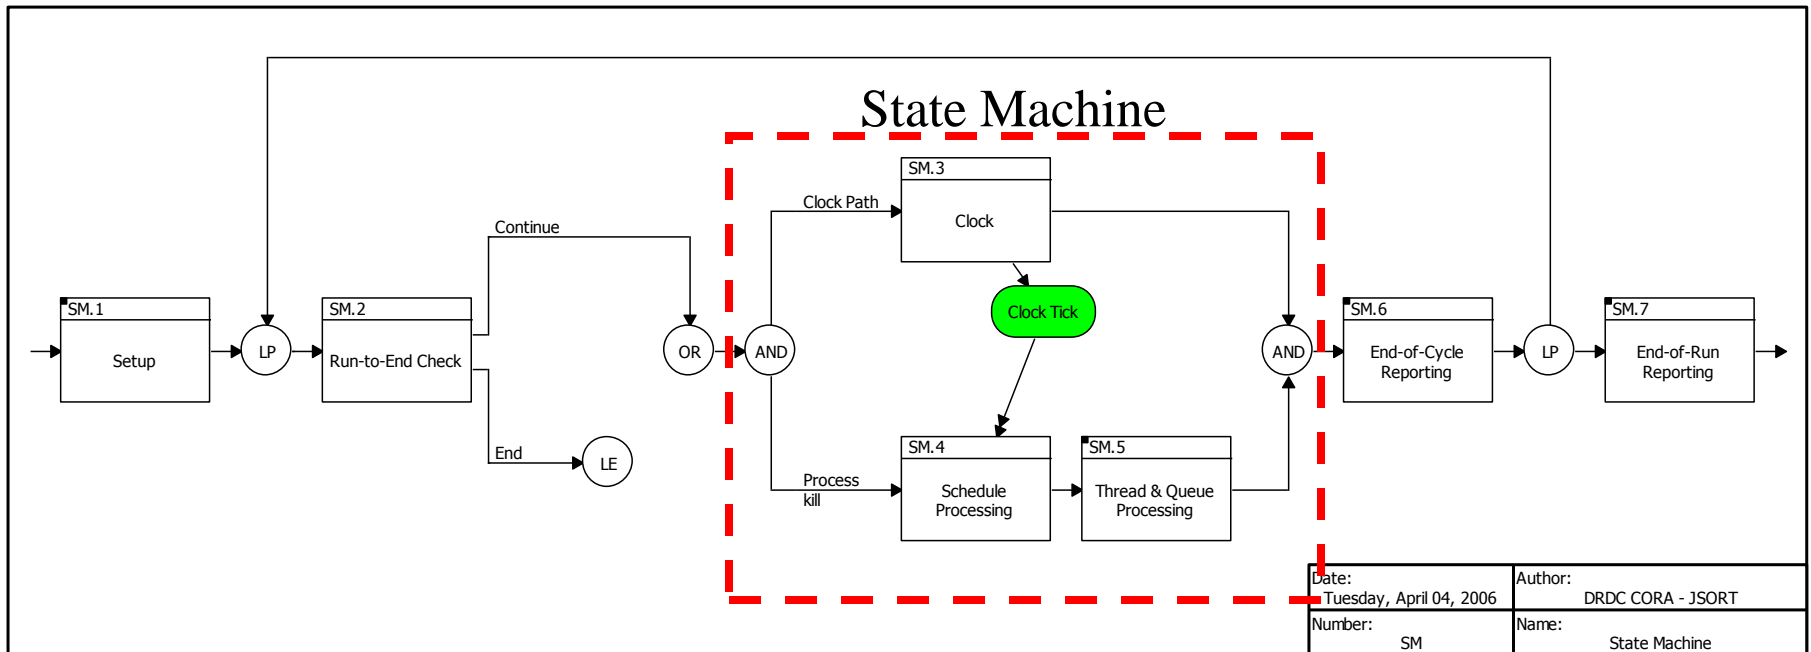 State Machine
SM.3
Clock Path
Clock
Continue
Clock Tick
SM.1
Setup
LP
SM.2
Run-to-End Check
OR
AND
AND
SM.6
End-of-Cycle
Reporting
LP
SM.7
End-of-Run
Reporting
End
LE
Process
kill
SM.4
Schedule
Processing
SM.5
Thread & Queue
Processing
Date:
Tuesday, April 04, 2006
Author:
DRDC CORA - JSORT
Number:
SM
Name:
State Machine